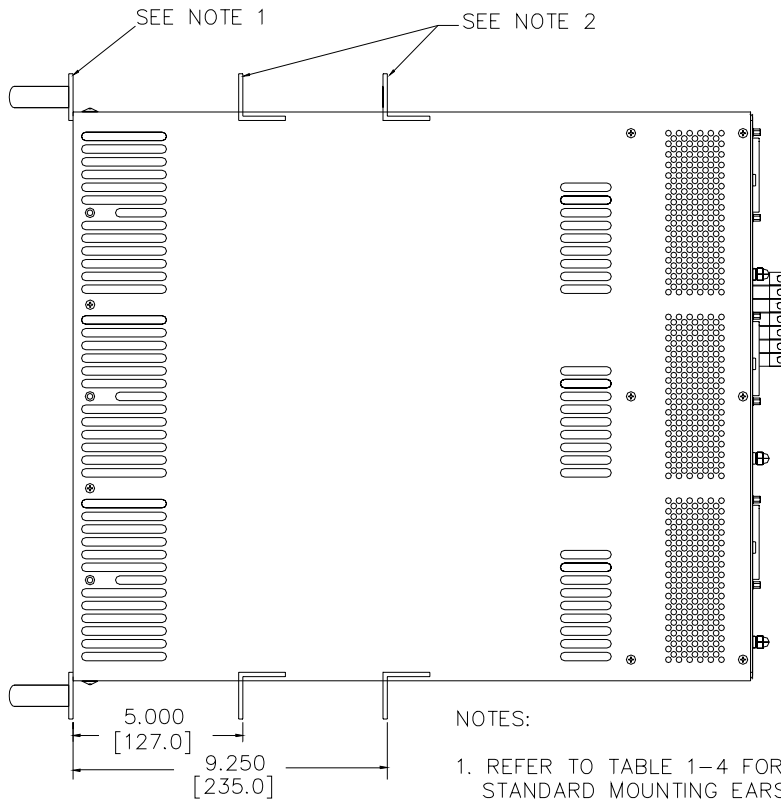 SEE NOTE 1
SEE NOTE 2
5.000
[127.0]
9.250
[235.0]
NOTES:
1. REFER TO TABLE 1-4 FOR
STANDARD MOUNTING EARS